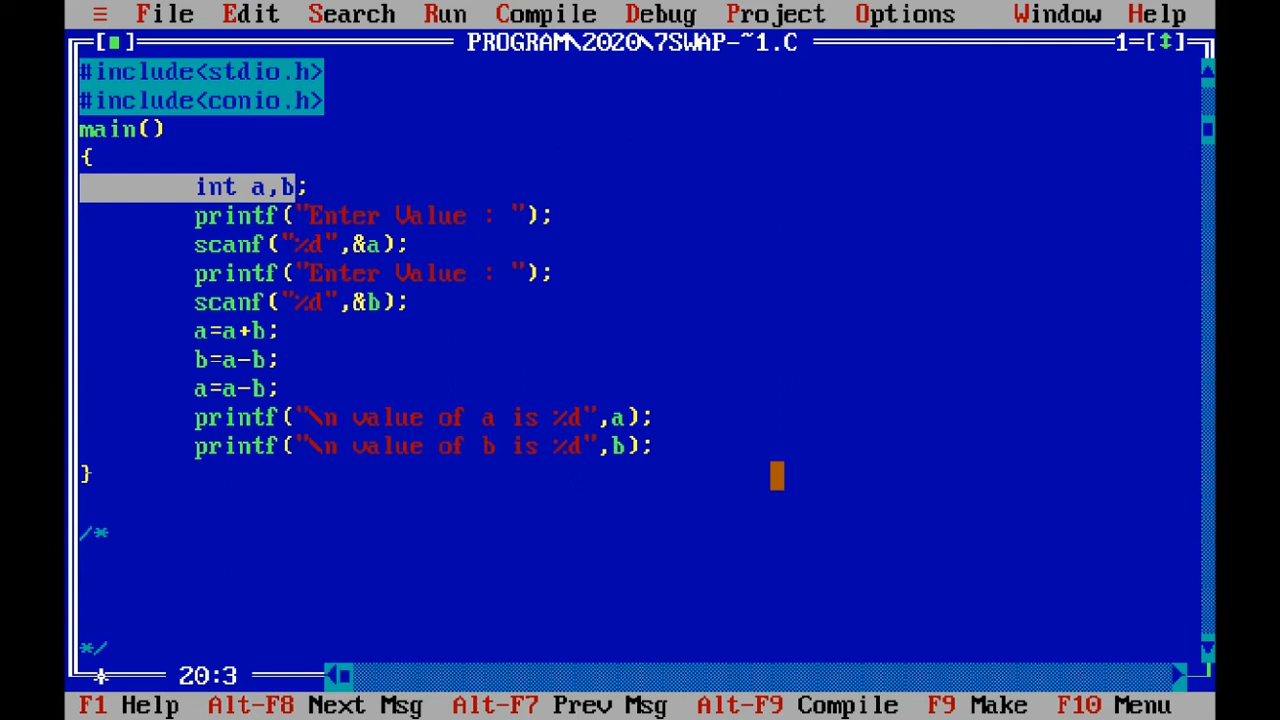 ≡ File Edit Search Run Compile Debug Project Options Window Help
[■] PROGRAM\2020\7SWAP-~1.C 1=[↕]
#include<stdio.h>
#include<conio.h>
main()
{
int a,b;
printf("Enter Value : ");
scanf("%d",&a);
printf("Enter Value : ");
scanf("%d",&b);
a=a+b;
b=a-b;
a=a-b;
printf("\n value of a is %d",a);
printf("\n value of b is %d",b);
}
/*
*/
20:3
F1 Help Alt-F8 Next Msg Alt-F7 Prev Msg Alt-F9 Compile F9 Make F10 Menu